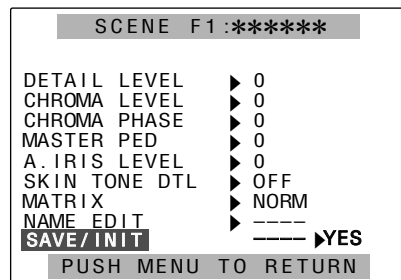 SCENE F1:******
DETAIL LEVEL ▶ 0
CHROMA LEVEL ▶ 0
CHROMA PHASE ▶ 0
MASTER PED ▶ 0
A.IRIS LEVEL ▶ 0
SKIN TONE DTL ▶ OFF
MATRIX ▶ NORM
NAME EDIT ▶ ----
SAVE/INIT ---- ▶YES
PUSH MENU TO RETURN